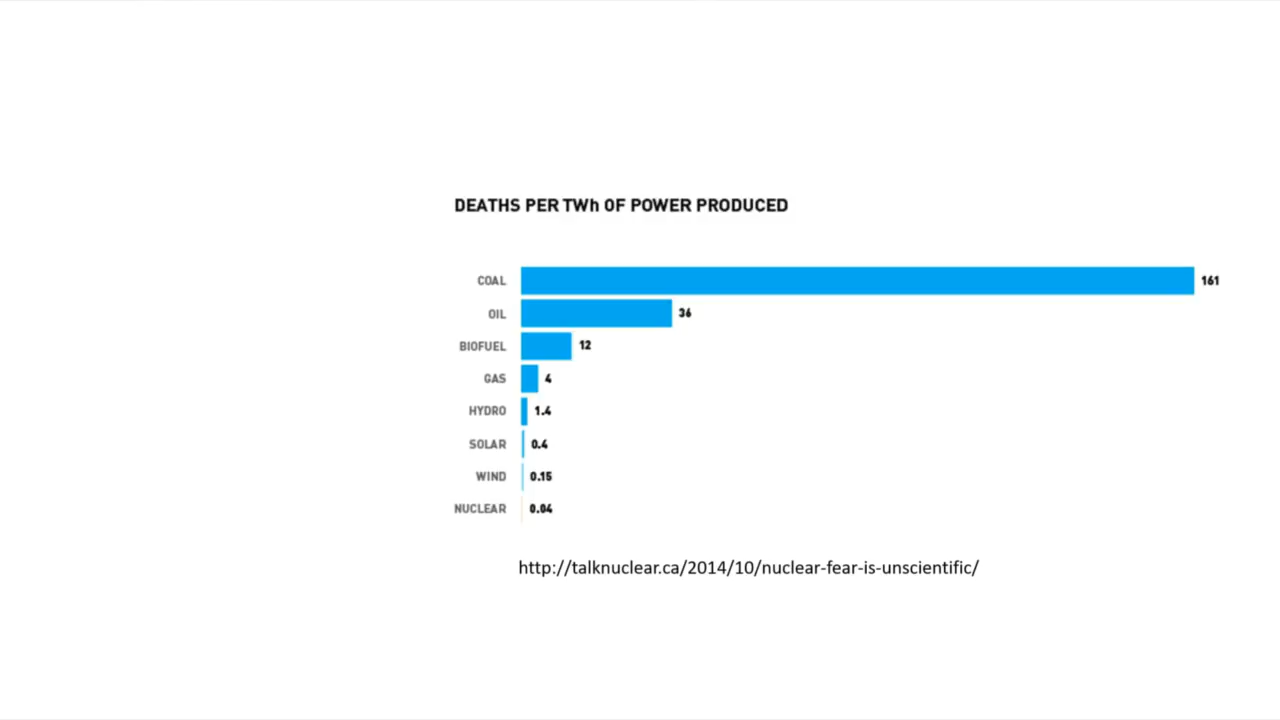 DEATHS PER TWh OF POWER PRODUCED
COAL 161
OIL 36
BIOFUEL 12
GAS 4
HYDRO 1.4
SOLAR 0.4
WIND 0.15
NUCLEAR 0.04
http://talknuclear.ca/2014/10/nuclear-fear-is-unscientific/